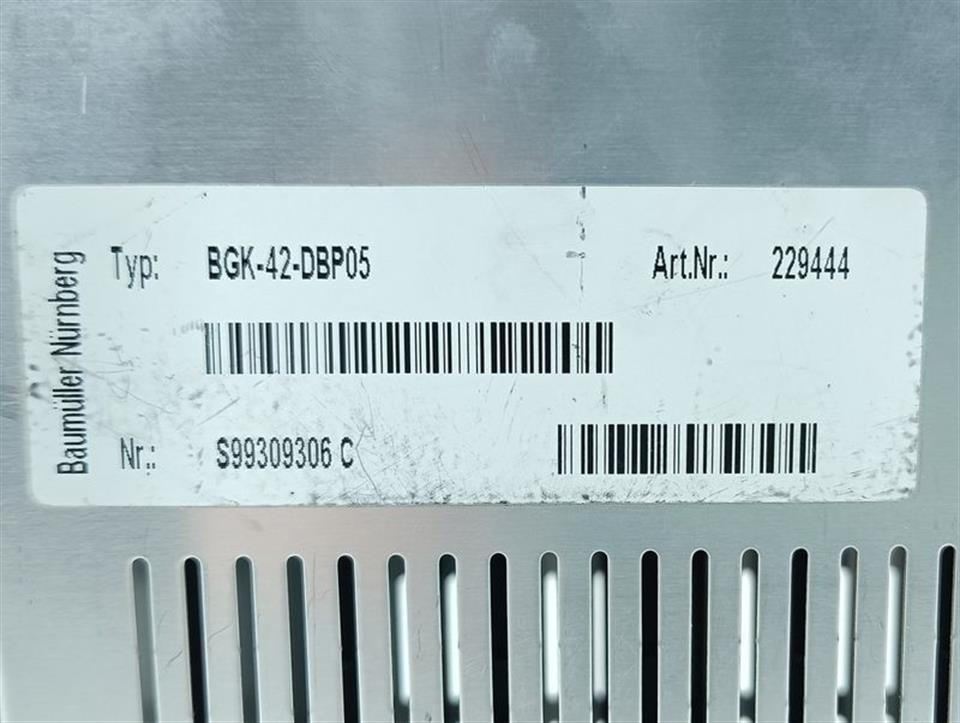 Baumüller Nürnberg
Typ: BGK-42-DBP05 Art.Nr.: 229444
Nr.: S99309306 C